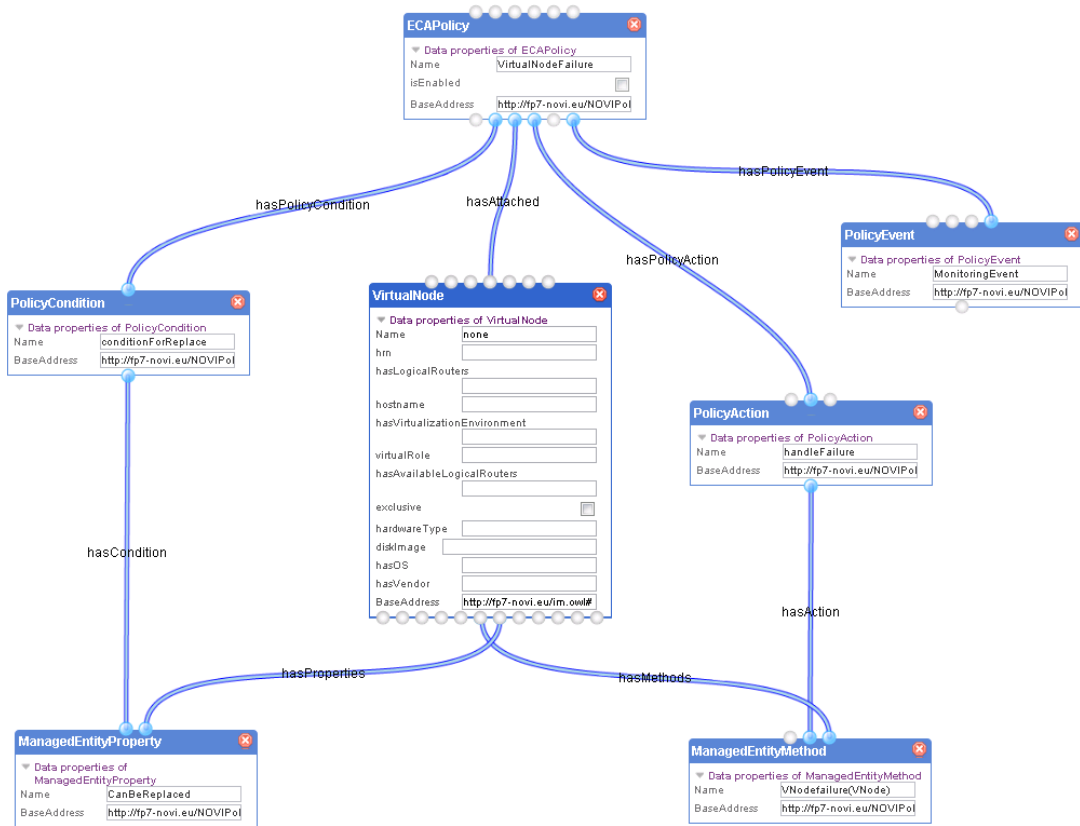 ECAPolicy
Data properties of ECAPolicy
Name VirtualNodeFailure
isEnabled
BaseAddress http://fp7-novi.eu/NOVIPol
hasPolicyEvent
hasPolicyCondition
hasAttached
hasPolicyAction
PolicyEvent
Data properties of PolicyEvent
Name MonitoringEvent
BaseAddress http://fp7-novi.eu/NOVIPol
PolicyCondition
Data properties of PolicyCondition
Name conditionForReplace
BaseAddress http://fp7-novi.eu/NOVIPol
VirtualNode
Data properties of VirtualNode
Name none
hrn
hasLogicalRouters
hostname
hasVirtualizationEnvironment
virtualRole
hasAvailableLogicalRouters
exclusive
hardwareType
diskImage
hasOS
hasVendor
BaseAddress http://fp7-novi.eu/im.owl#
PolicyAction
Data properties of PolicyAction
Name handleFailure
BaseAddress http://fp7-novi.eu/NOVIPol
hasCondition
hasAction
hasProperties
hasMethods
ManagedEntityProperty
Data properties of
ManagedEntityProperty
Name CanBeReplaced
BaseAddress http://fp7-novi.eu/NOVIPol
ManagedEntityMethod
Data properties of ManagedEntityMethod
Name VNodefailure(VNode)
BaseAddress http://fp7-novi.eu/NOVIPol